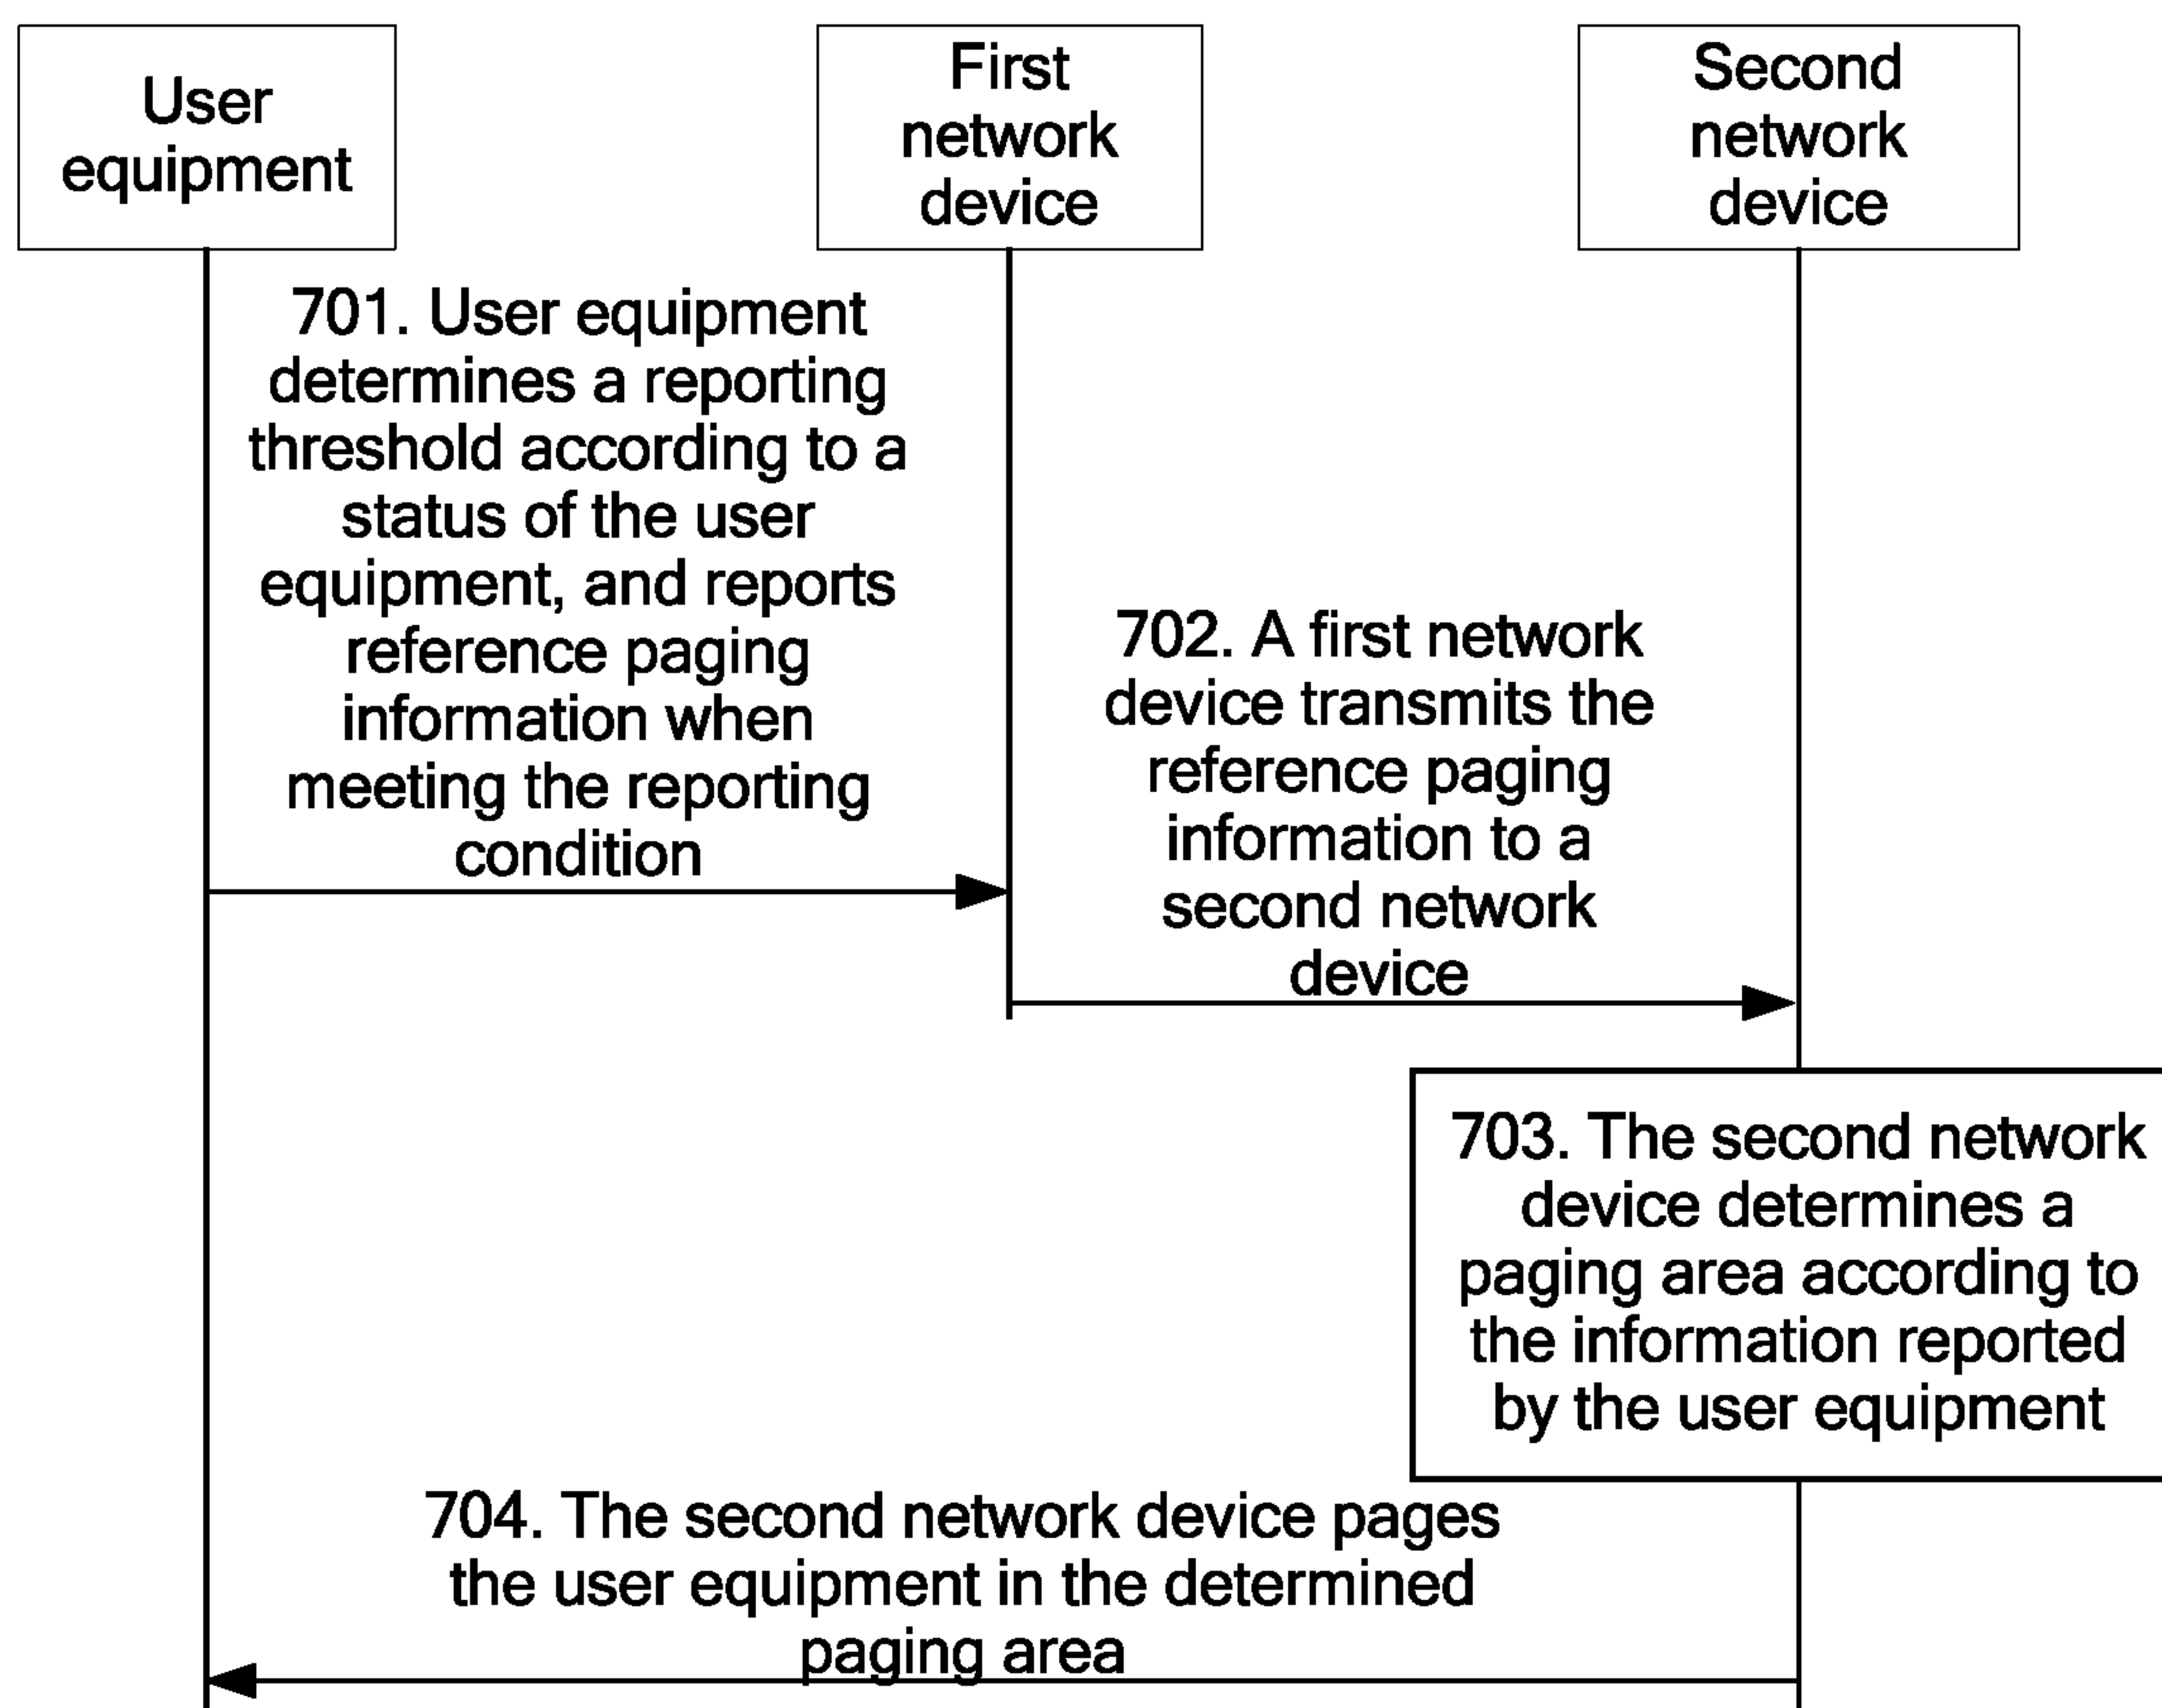 User
equipment
First
network
device
Second
network
device
701. User equipment
determines a reporting
threshold according to a
status of the user
equipment, and reports
reference paging
information when
meeting the reporting
condition
702. A first network
device transmits the
reference paging
information to a
second network
device
703. The second network
device determines a
paging area according to
the information reported
by the user equipment
704. The second network device pages
the user equipment in the determined
paging area